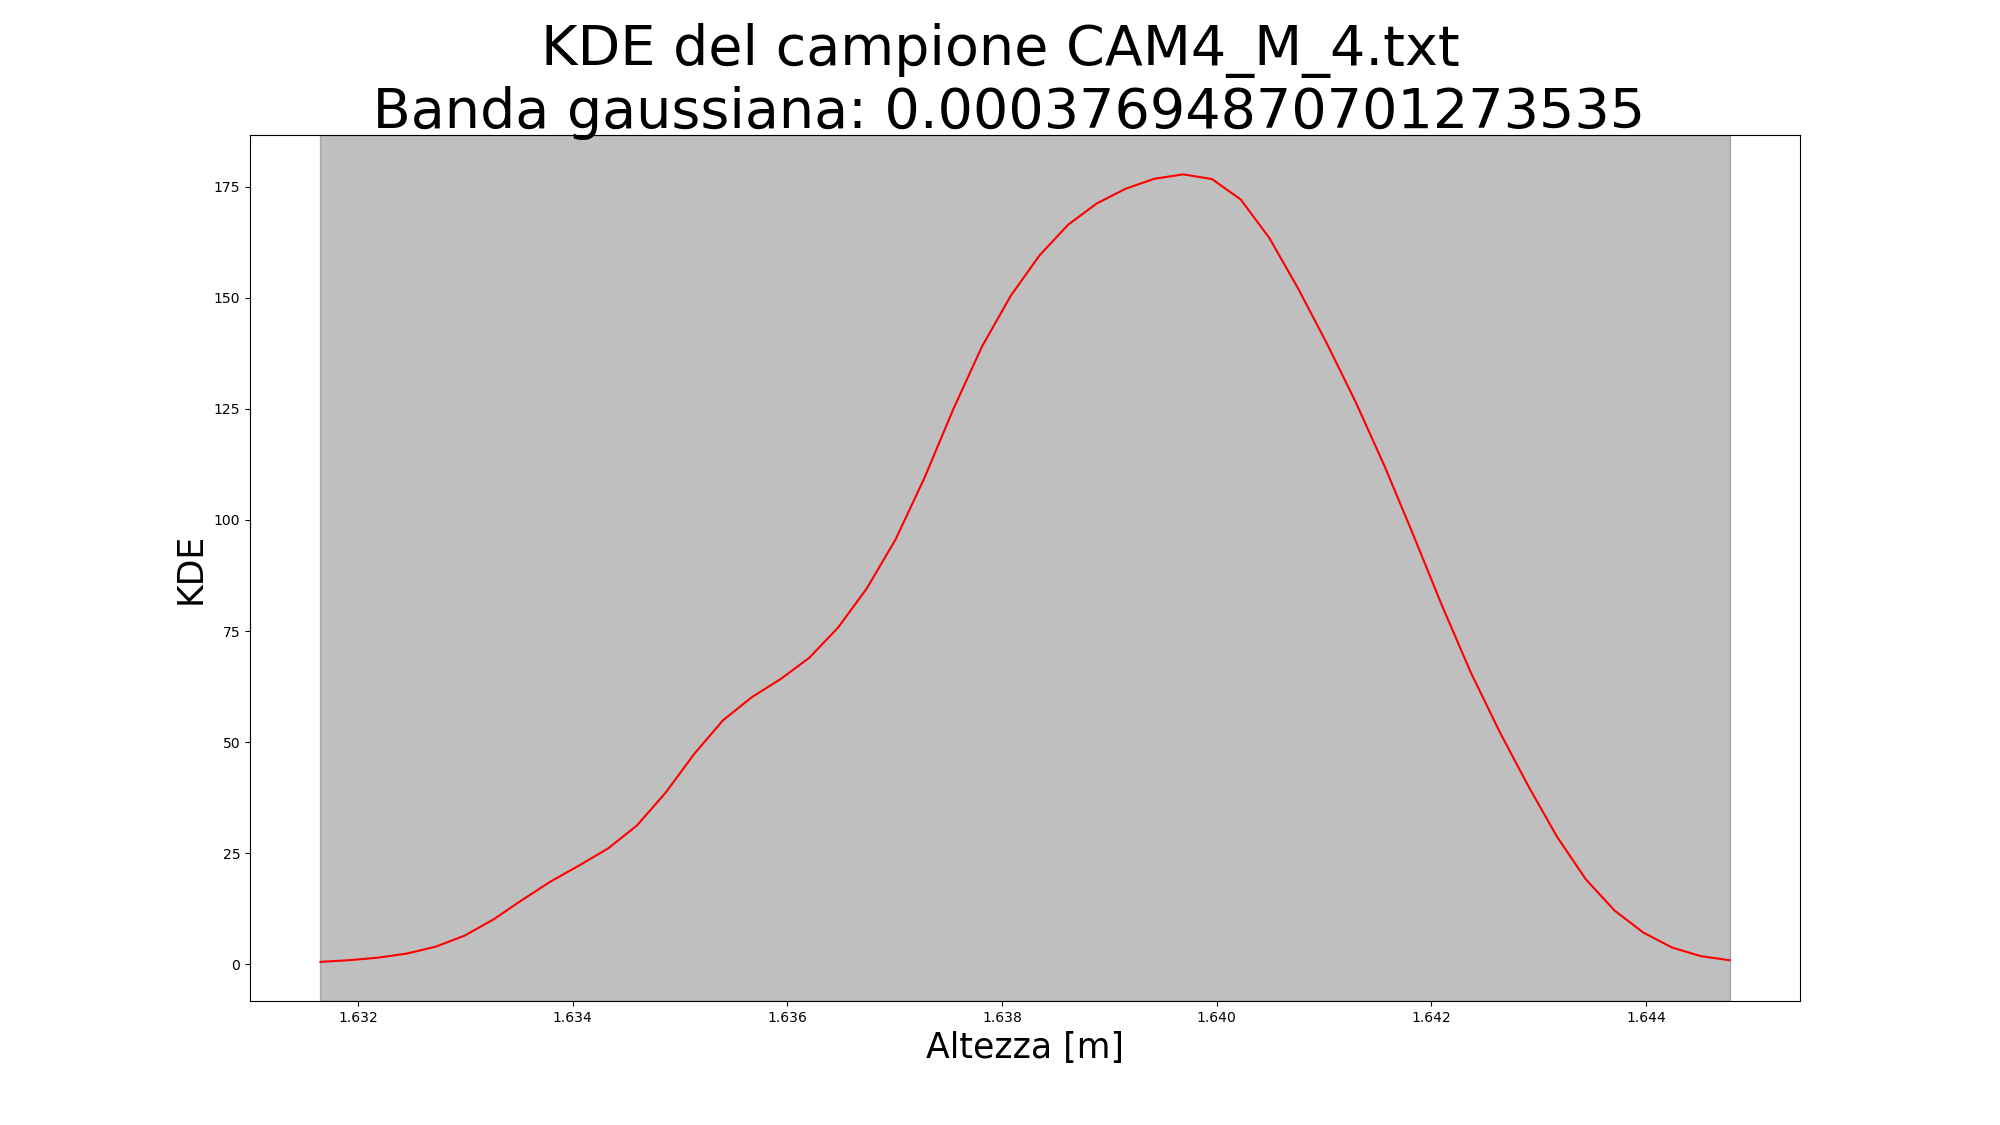 KDE del campione CAM4_M_4.txt
Banda gaussiana: 0.00037694870701273535
175
150
125
100
75
50
25
0
KDE
1.632 1.634 1.636 1.638 1.640 1.642 1.644
Altezza [m]